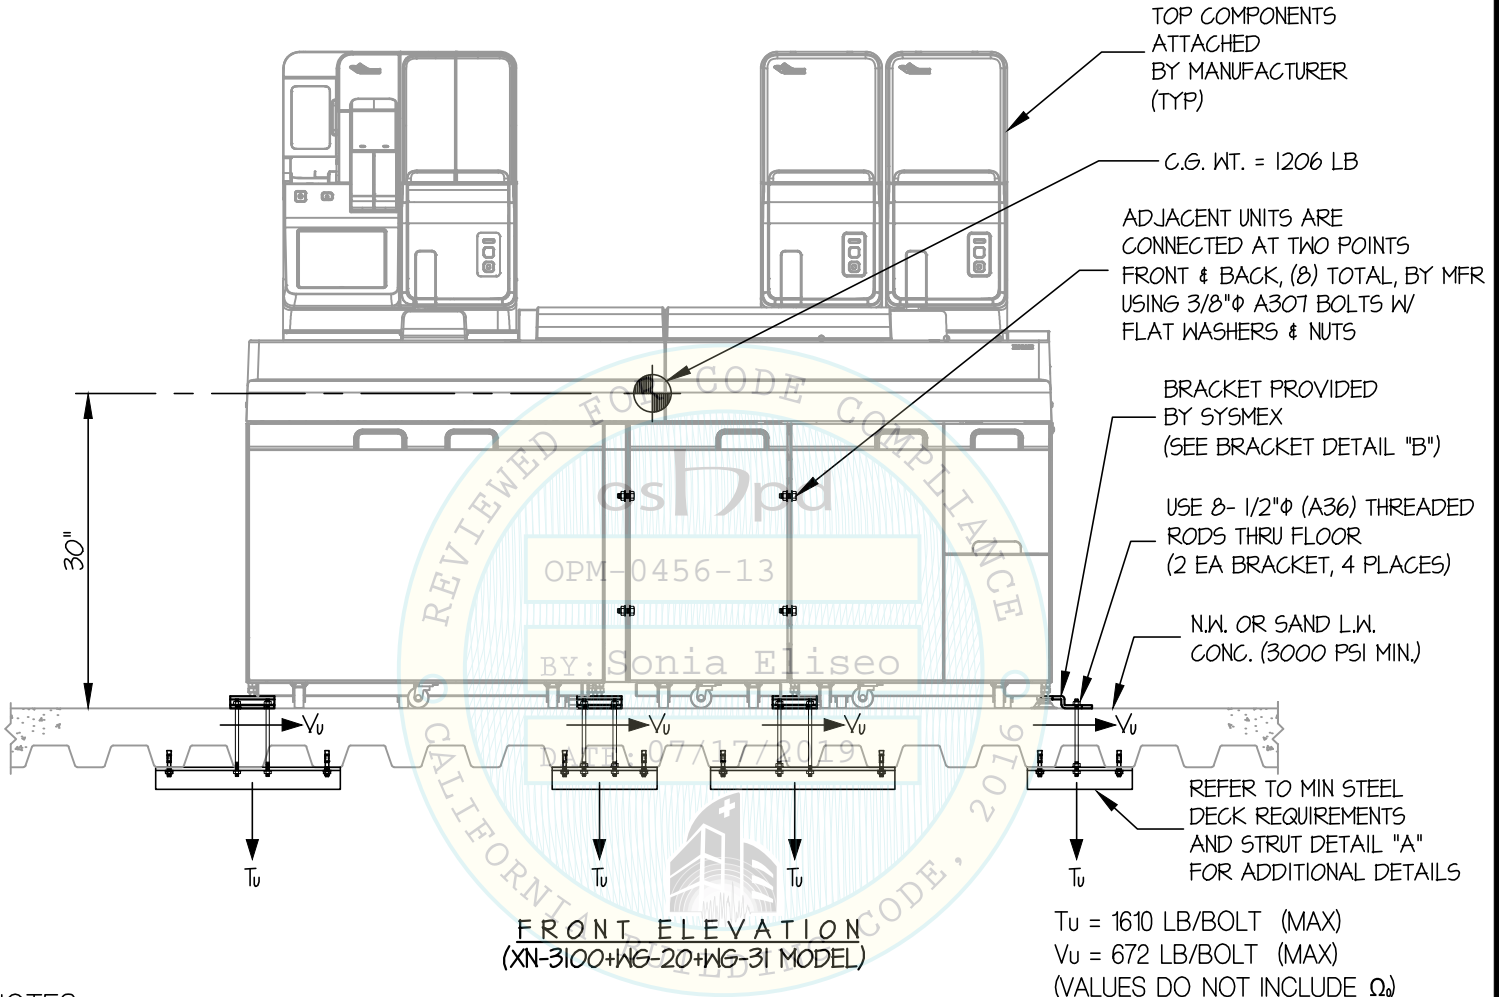 TOP COMPONENTS
ATTACHED
BY MANUFACTURER
(TYP)
C.G. WT. = 1206 LB
ADJACENT UNITS ARE
CONNECTED AT TWO POINTS
FRONT & BACK, (8) TOTAL, BY MFR
USING 3/8"Φ A307 BOLTS W/
FLAT WASHERS & NUTS
BRACKET PROVIDED
BY SYSMEX
(SEE BRACKET DETAIL "B")
USE 8- 1/2"Φ (A36) THREADED
RODS THRU FLOOR
(2 EA BRACKET, 4 PLACES)
N.W. OR SAND L.W.
CONC. (3000 PSI MIN.)
30"
REVIEWED FOR CODE COMPLIANCE
oshpd
OPM-0456-13
BY: Sonia Eliseo
DATE: 07/17/2019
CALIFORNIA BUILDING CODE, 2016
Vu
Vu
Vu
Vu
Tu
Tu
Tu
Tu
REFER TO MIN STEEL
DECK REQUIREMENTS
AND STRUT DETAIL "A"
FOR ADDITIONAL DETAILS
FRONT ELEVATION
(XN-3100+WG-20+WG-31 MODEL)
Tu = 1610 LB/BOLT (MAX)
Vu = 672 LB/BOLT (MAX)
(VALUES DO NOT INCLUDE Ω0)